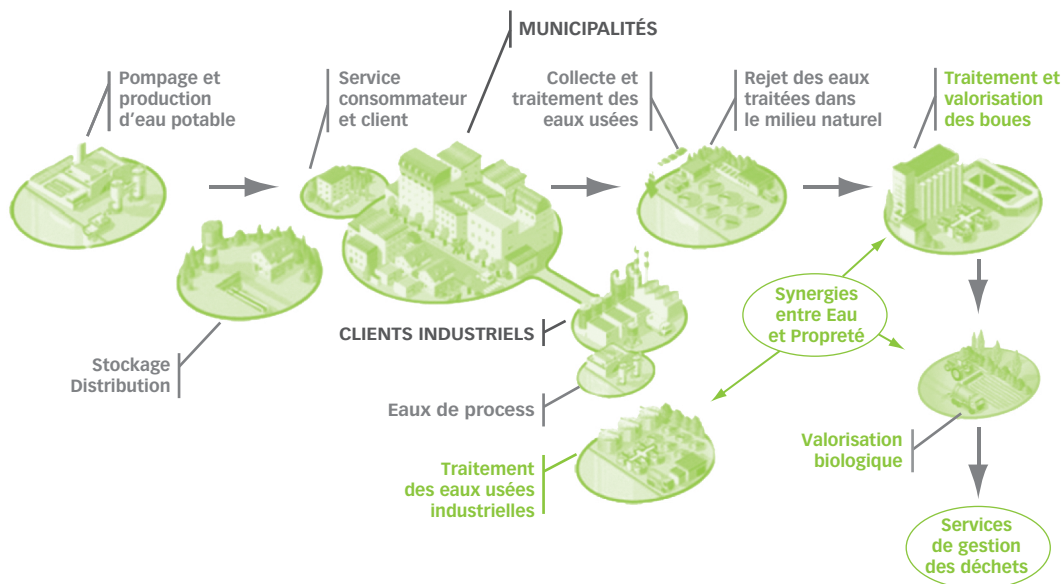 MUNICIPALITÉS
Pompage et
production
d'eau potable
Service
consommateur
et client
Collecte et
traitement des
eaux usées
Rejet des eaux
traitées dans
le milieu naturel
Traitement et
valorisation
des boues
Stockage
Distribution
CLIENTS INDUSTRIELS
Eaux de process
Traitement
des eaux usées
industrielles
Synergies
entre Eau
et Propreté
Valorisation
biologique
Services
de gestion
des déchets